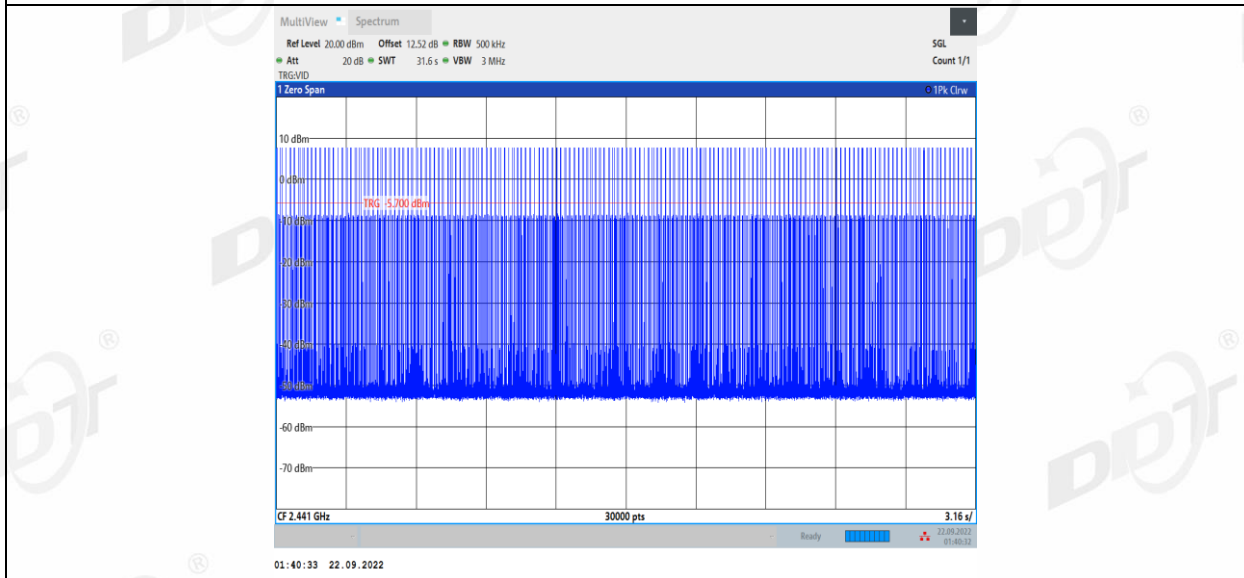 MultiView Spectrum
Ref Level 20.00 dBm Offset 12.52 dB RBW 500 kHz SGL
Att 20 dB SWT 31.6 s VBW 3 MHz Count 1/1
TRG:VID
1 Zero Span 1Pk Clrw
10 dBm
0 dBm
TRG -5.700 dBm
-10 dBm
-20 dBm
-30 dBm
-40 dBm
-50 dBm
-60 dBm
-70 dBm
CF 2.441 GHz 30000 pts 3.16 s/
Ready 22.09.2022
01:40:32
01:40:33 22.09.2022
DDT ®